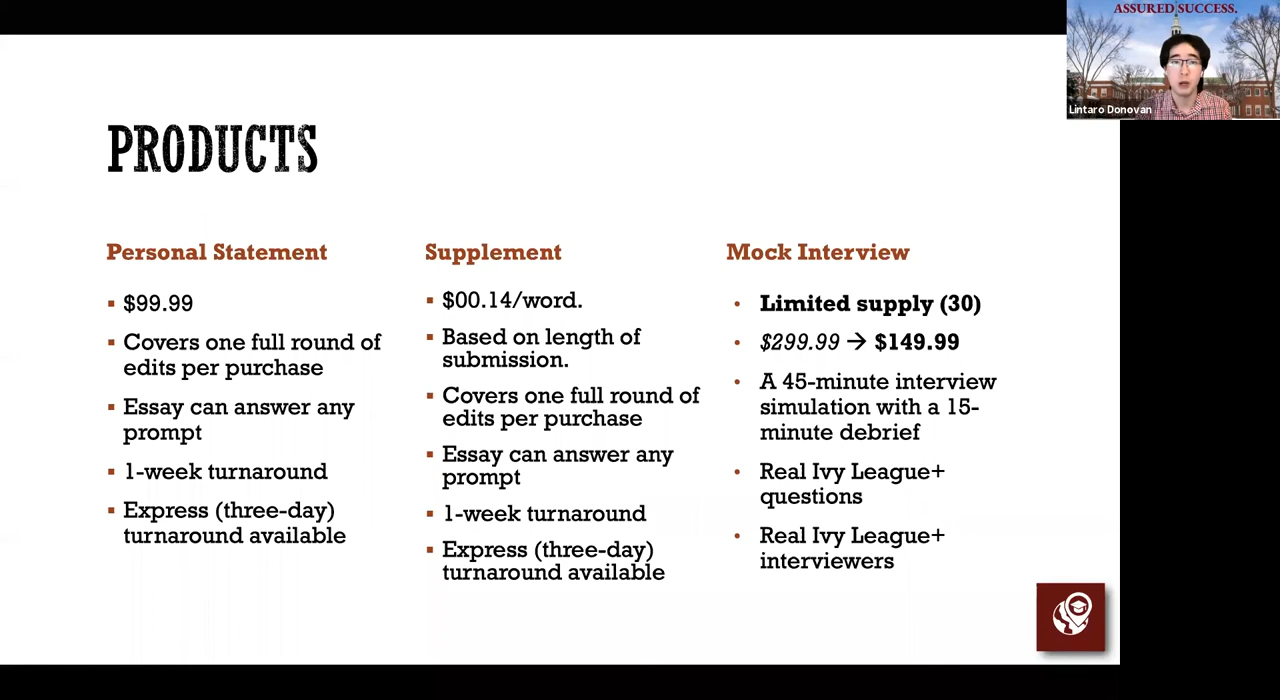 ASSURED SUCCESS.
Lintaro Donovan
PRODUCTS
Personal Statement
▪ $99.99
▪ Covers one full round of
edits per purchase
▪ Essay can answer any
prompt
▪ 1-week turnaround
▪ Express (three-day)
turnaround available
Supplement
▪ $00.14/word.
▪ Based on length of
submission.
▪ Covers one full round of
edits per purchase
▪ Essay can answer any
prompt
▪ 1-week turnaround
▪ Express (three-day)
turnaround available
Mock Interview
• Limited supply (30)
• $299.99 → $149.99
• A 45-minute interview
simulation with a 15-
minute debrief
• Real Ivy League+
questions
• Real Ivy League+
interviewers